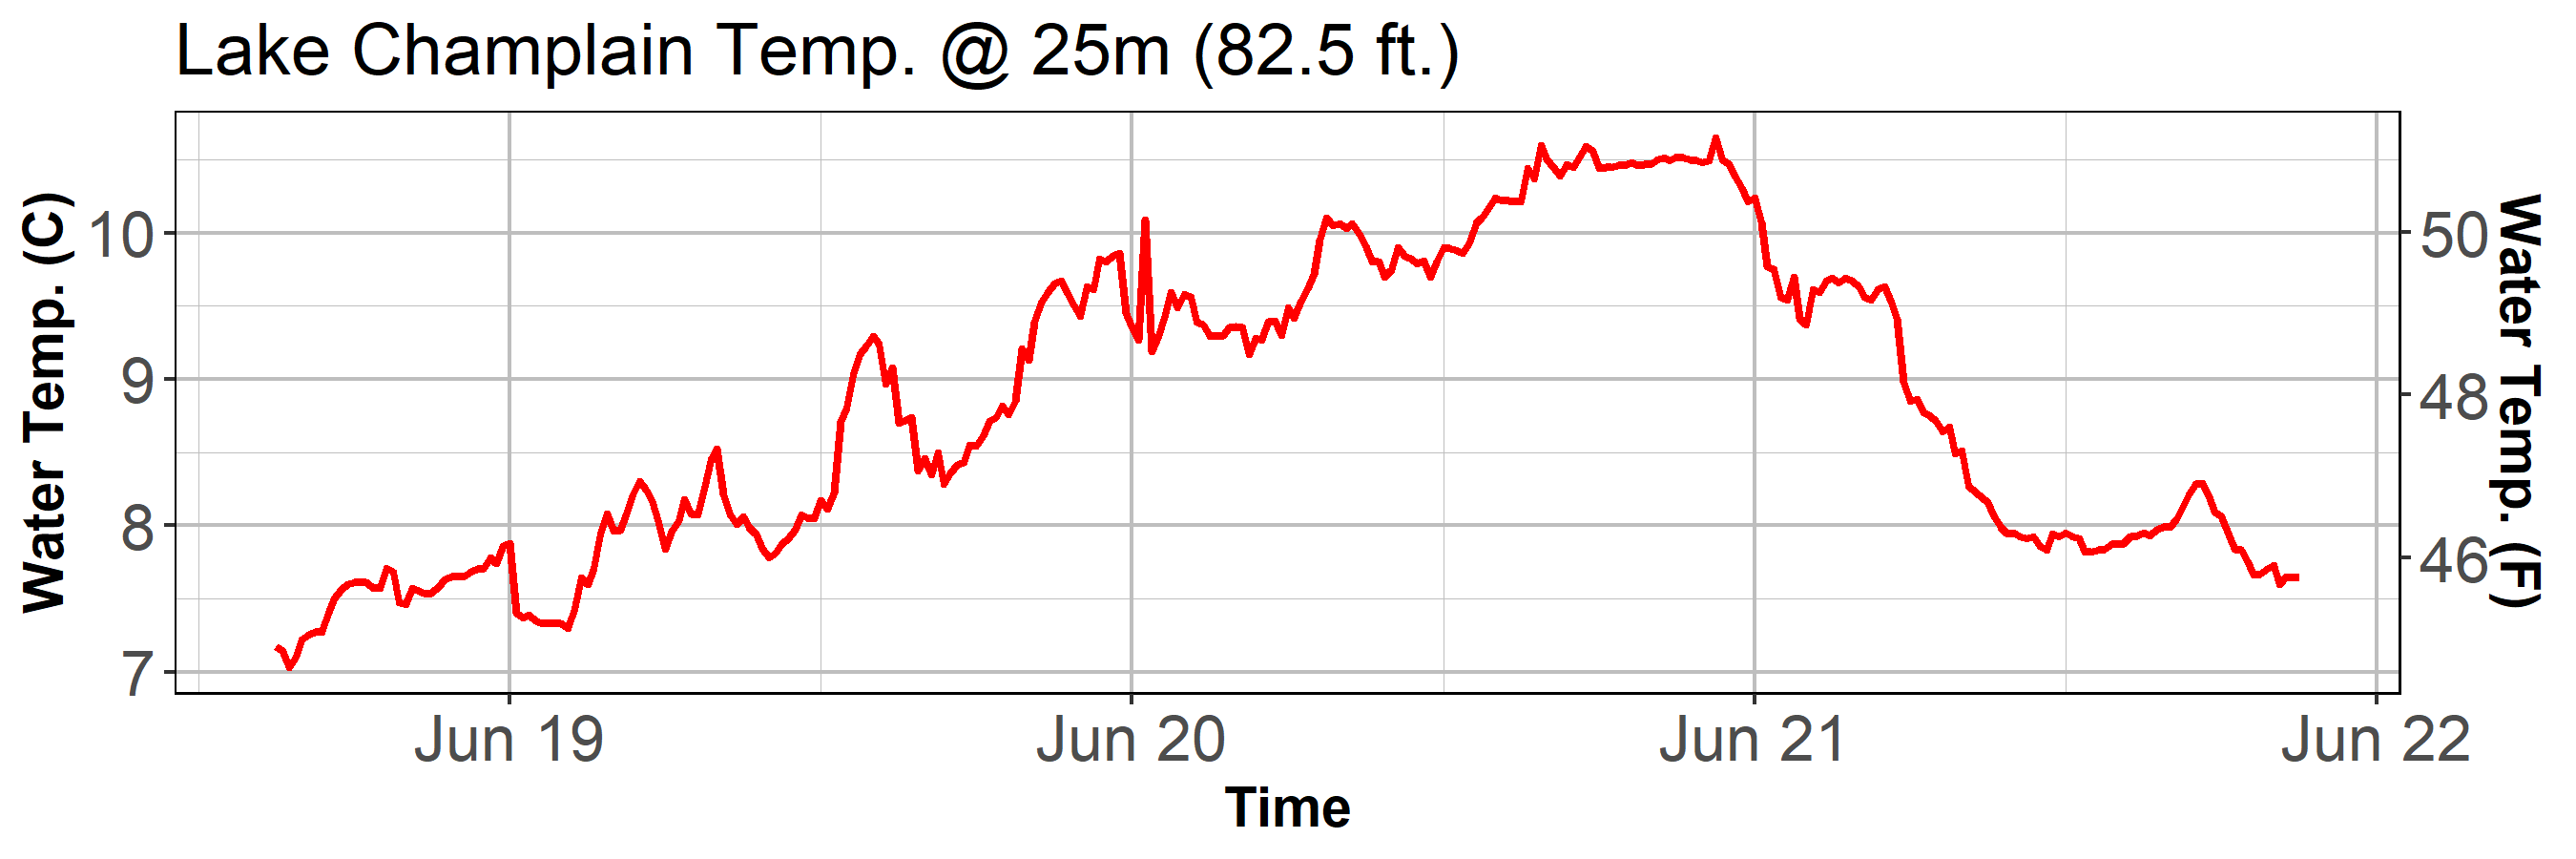 Lake Champlain Temp. @ 25m (82.5 ft.)
Water Temp. (C)
10
9
8
7
50
48
46
Water Temp. (F)
Jun 19 Jun 20 Jun 21 Jun 22
Time